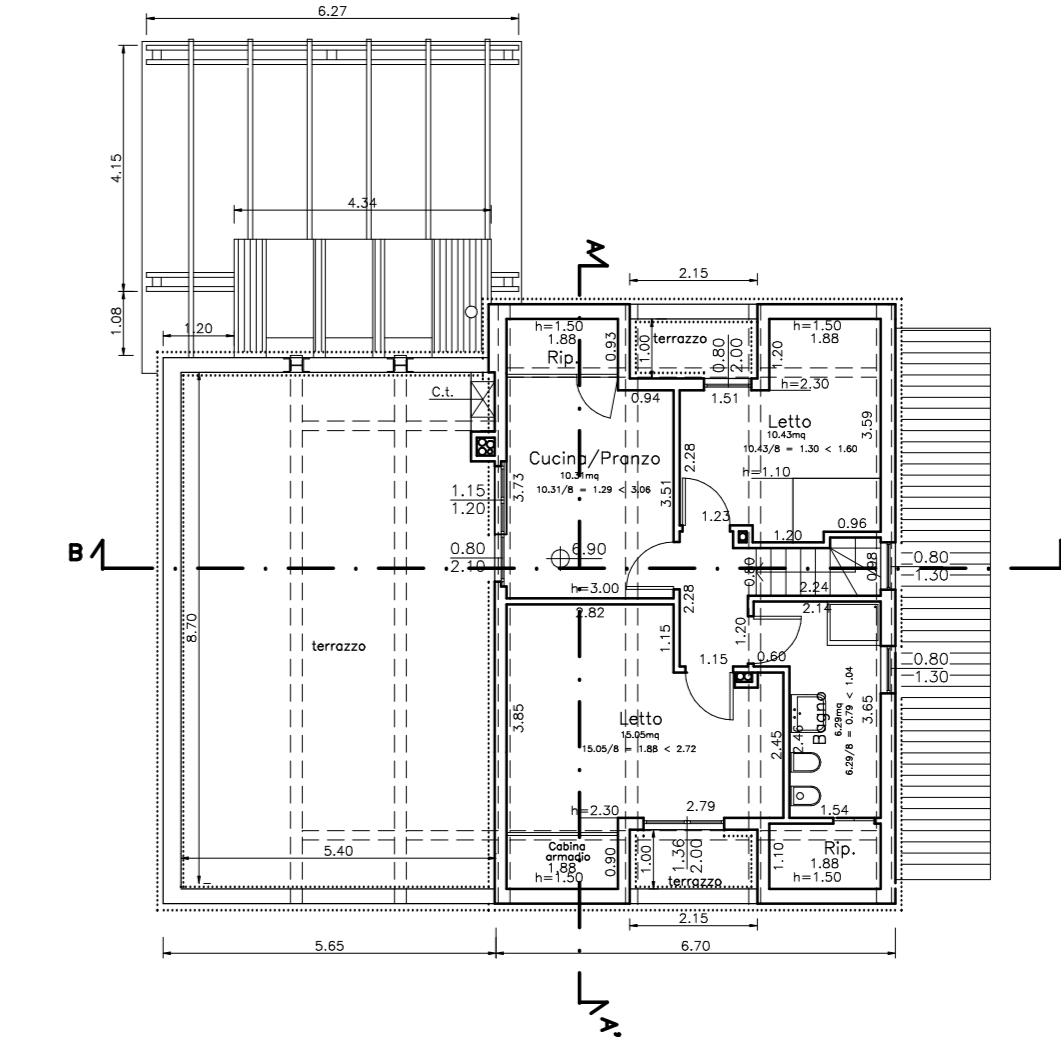 6.27
4.15
4.34
1.08
1.20
A
2.15
h=1.50
1.88
0.93
Rip.
1.00
terrazzo
0.80
2.00
h=1.50
1.88
1.20
h=2.30
C.t.
0.94
1.51
Letto
10.43mq
10.43/8 = 1.30 < 1.60
3.59
2.28
h=1.10
Cucina/Pranzo
10.31mq
10.31/8 = 1.29 < 3.06
1.15
1.20
3.73
3.51
1.23
1.20
0.96
B
0.80
2.10
6.90
h=3.00
2.82
2.28
0.80
2.24
0.98
0.80
1.30
2.14
8.70
terrazzo
1.15
1.20
1.15
0.60
0.80
1.30
3.85
Letto
15.05mq
15.05/8 = 1.88 < 2.72
2.45
2.46
Bagno
6.29mq
6.29/8 = 0.79 < 1.04
3.65
h=2.30
2.79
1.54
5.40
Cabina
armadio
1.88
h=1.50
0.90
1.00
1.36
2.00
terrazzo
1.10
Rip.
1.88
h=1.50
2.15
5.65
6.70
A'